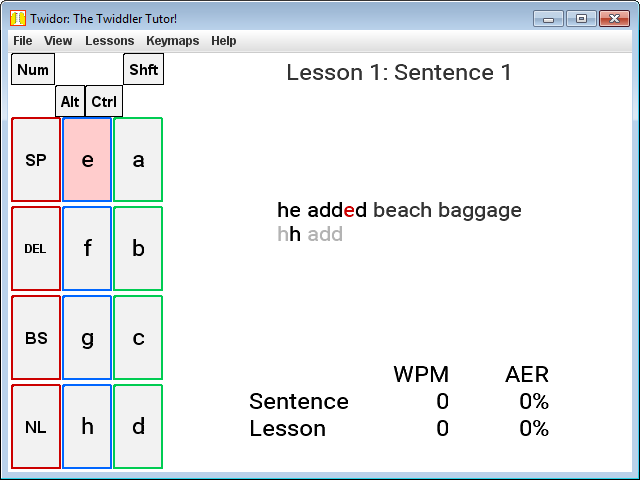 Twidor: The Twiddler Tutor!
File View Lessons Keymaps Help
Num Shft
Alt Ctrl
SP e a
DEL f b
BS g c
NL h d
Lesson 1: Sentence 1
he added beach baggage
hh add
WPM AER
Sentence 0 0%
Lesson 0 0%